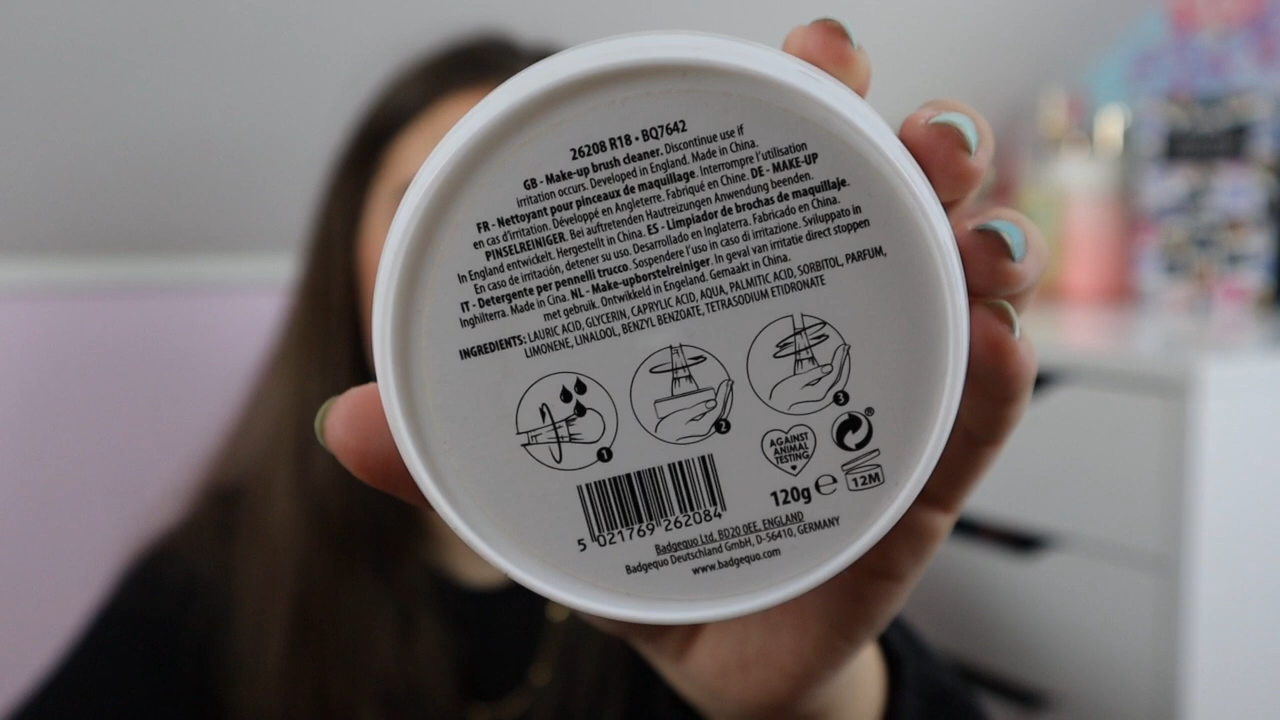 26208 R18 • BQ7642
GB - Make-up brush cleaner. Discontinue use if
irritation occurs. Developed in England. Made in China.
FR - Nettoyant pour pinceaux de maquillage. Interrompre l'utilisation
en cas d'irritation. Développé en Angleterre. Fabriqué en Chine. DE - MAKE-UP
PINSELREINIGER. Bei auftretenden Hautreizungen Anwendung beenden.
In England entwickelt. Hergestellt in China. ES - Limpiador de brochas de maquillaje.
En caso de irritación, detener su uso. Desarrollado en Inglaterra. Fabricado en China.
IT - Detergente per pennelli trucco. Sospendere l'uso in caso di irritazione. Sviluppato in
Inghilterra. Made in Cina. NL - Make-upborstelreiniger. In geval van irritatie direct stoppen
met gebruik. Ontwikkeld in Engeland. Gemaakt in China.
INGREDIENTS: LAURIC ACID, GLYCERIN, CAPRYLIC ACID, AQUA, PALMITIC ACID, SORBITOL, PARFUM,
LIMONENE, LINALOOL, BENZYL BENZOATE, TETRASODIUM ETIDRONATE
1
2
3
AGAINST
ANIMAL
TESTING
®
12M
120g e
5 021769 262084
Badgequo Ltd. BD20 0EE, ENGLAND
Badgequo Deutschland GmbH, D-56410, GERMANY
www.badgequo.com